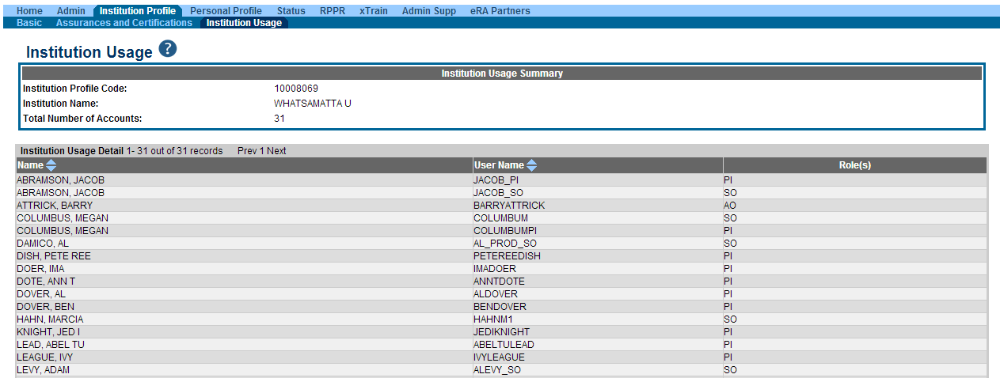 Home Admin Institution Profile Personal Profile Status RPPR xTrain Admin Supp eRA Partners
Basic Assurances and Certifications Institution Usage
Institution Usage ?
Institution Usage Summary
Institution Profile Code: 10008069
Institution Name: WHATSAMATTA U
Total Number of Accounts: 31
Institution Usage Detail 1- 31 out of 31 records Prev 1 Next
Name User Name Role(s)
ABRAMSON, JACOB JACOB_PI PI
ABRAMSON, JACOB JACOB_SO SO
ATTRICK, BARRY BARRYATTRICK AO
COLUMBUS, MEGAN COLUMBUM SO
COLUMBUS, MEGAN COLUMBUMPI PI
DAMICO, AL AL_PROD_SO SO
DISH, PETE REE PETEREEDISH PI
DOER, IMA IMADOER PI
DOTE, ANN T ANNTDOTE PI
DOVER, AL ALDOVER PI
DOVER, BEN BENDOVER PI
HAHN, MARCIA HAHNM1 SO
KNIGHT, JED I JEDIKNIGHT PI
LEAD, ABEL TU ABELTULEAD PI
LEAGUE, IVY IVYLEAGUE PI
LEVY, ADAM ALEVY_SO SO